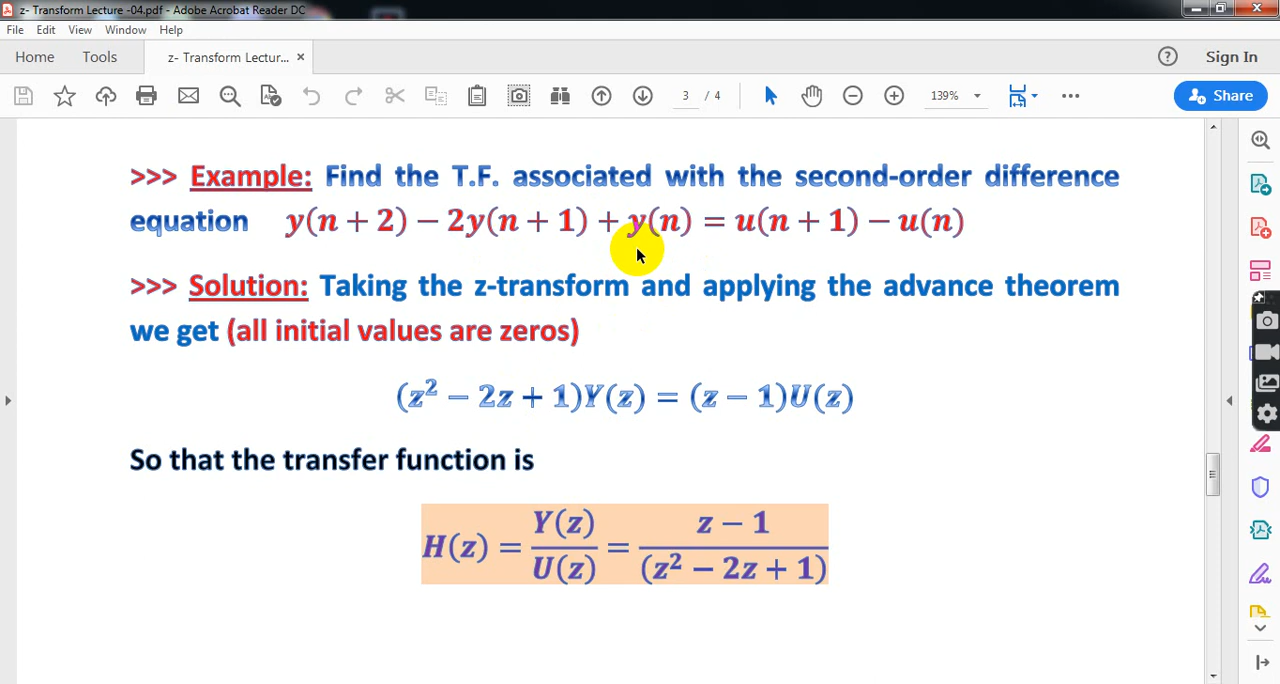 z- Transform Lecture -04.pdf - Adobe Acrobat Reader DC
File Edit View Window Help
Home Tools z- Transform Lectur... × Sign In
3 / 4 139% Share
>>> Example: Find the T.F. associated with the second-order difference
equation y(n + 2) − 2y(n + 1) + y(n) = u(n + 1) − u(n)
>>> Solution: Taking the z-transform and applying the advance theorem
we get (all initial values are zeros)
(z² − 2z + 1)Y(z) = (z − 1)U(z)
So that the transfer function is
H(z) = Y(z) / U(z) = z − 1 / (z² − 2z + 1)